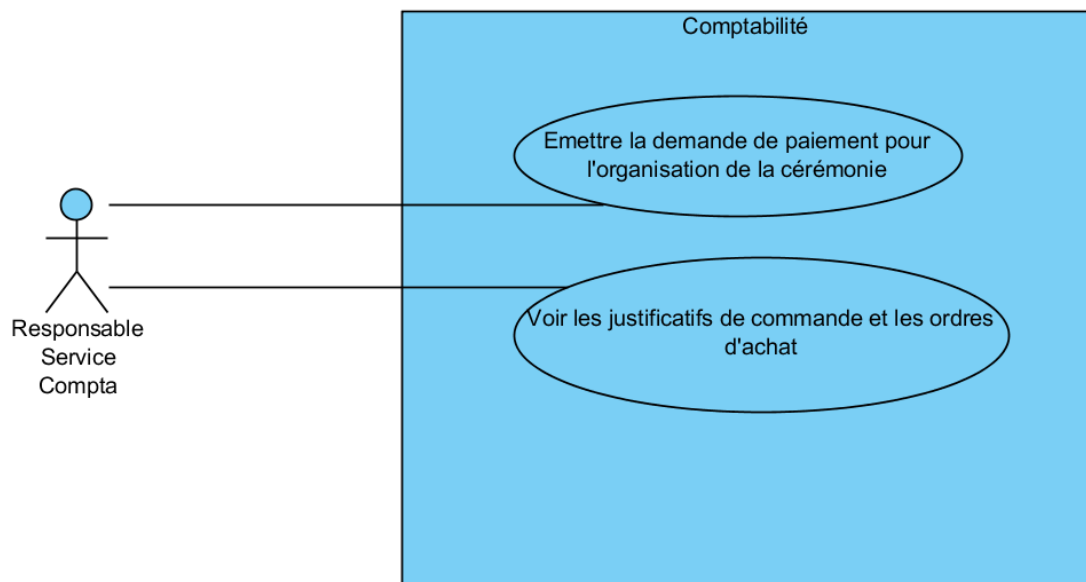 Comptabilité
Emettre la demande de paiement pour
l'organisation de la cérémonie
Voir les justificatifs de commande et les ordres
d'achat
Responsable
Service
Compta